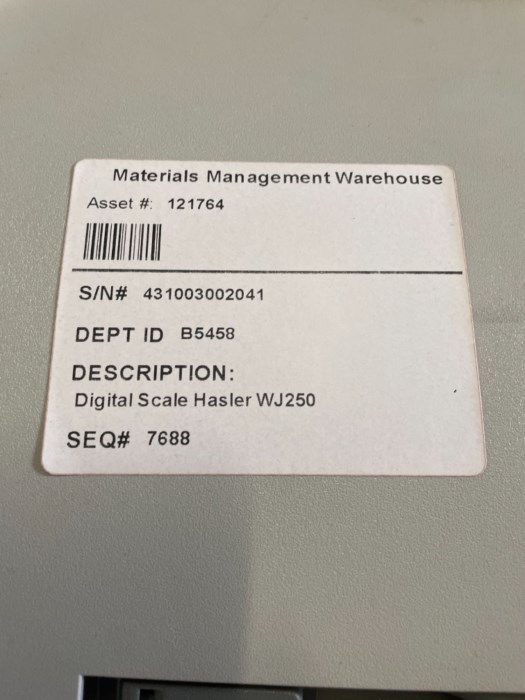 Materials Management Warehouse
Asset #: 121764
S/N# 431003002041
DEPT ID B5458
DESCRIPTION:
Digital Scale Hasler WJ250
SEQ# 7688